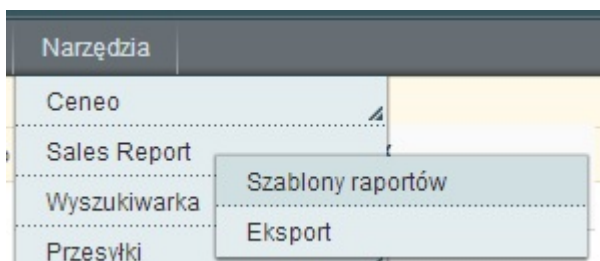 Narzędzia
Ceneo
Sales Report
Szablony raportów
Wyszukiwarka
Eksport
Przesyłki